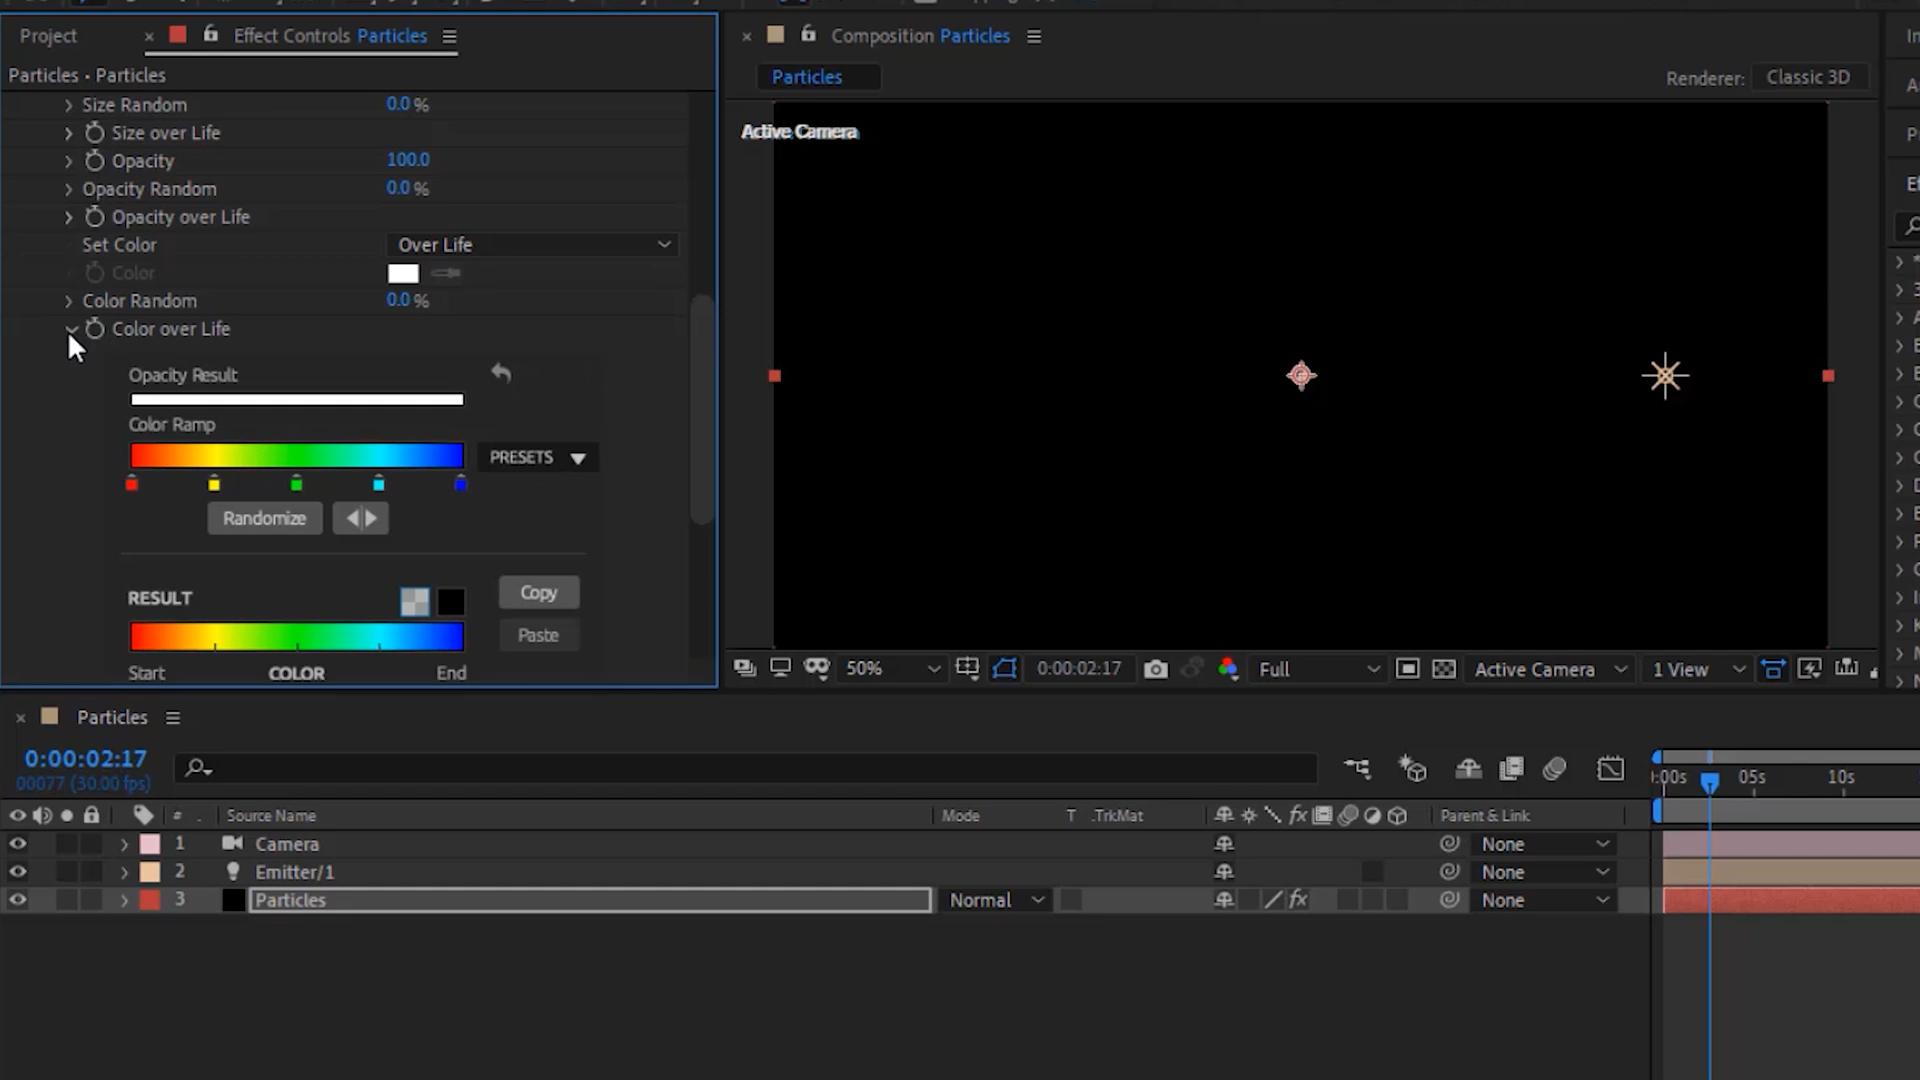 Project
Effect Controls Particles
Composition Particles
Particles • Particles
Particles
Renderer: Classic 3D
Active Camera
Size Random 0.0 %
Size over Life
Opacity 100.0
Opacity Random 0.0 %
Opacity over Life
Set Color Over Life
Color
Color Random 0.0 %
Color over Life
Opacity Result
Color Ramp
PRESETS
Randomize
RESULT
Copy
Paste
Start COLOR End
50% 0:00:02:17 Full Active Camera 1 View
Particles
0:00:02:17
00077 (30.00 fps)
:00s 05s 10s
# Source Name Mode T .TrkMat Parent & Link
1 Camera None
2 Emitter/1 None
3 Particles Normal None